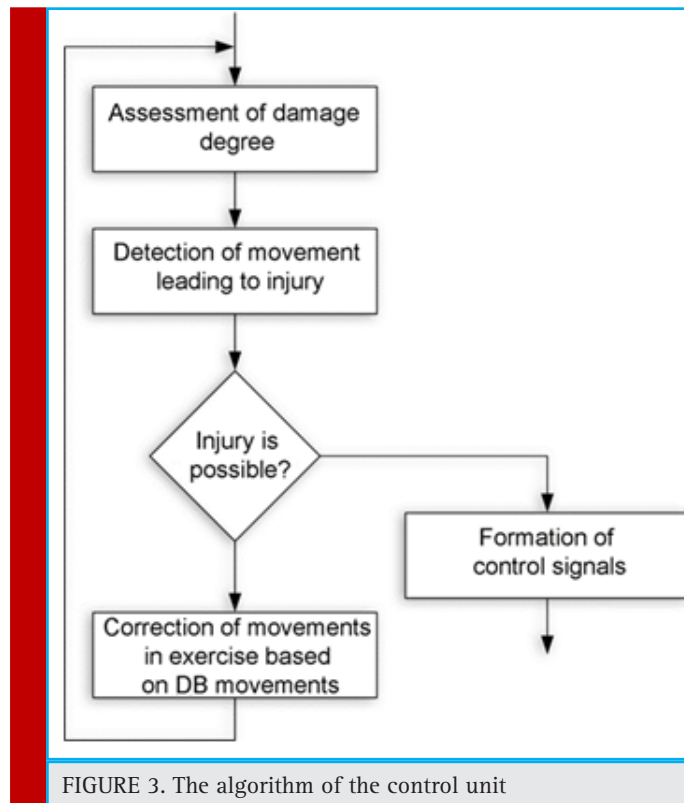 Assessment of damage
degree
Detection of movement
leading to injury
Injury is
possible?
Formation of
control signals
Correction of movements
in exercise based
on DB movements
FIGURE 3. The algorithm of the control unit